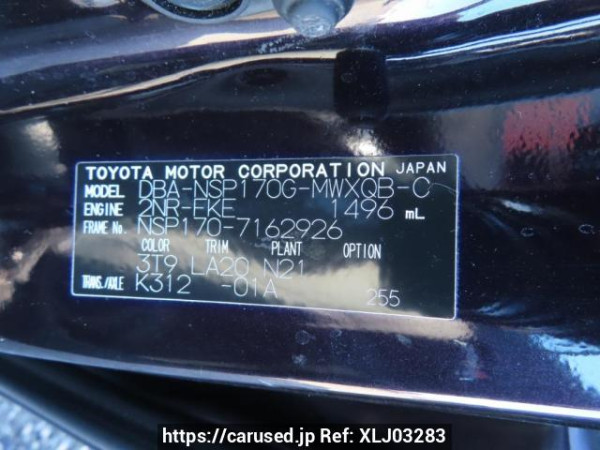 TOYOTA MOTOR CORPORATION JAPAN
MODEL DBA-NSP170G-MWXQB-C
ENGINE 2NR-FKE 1496 mL
FRAME No. NSP170-7162926
COLOR TRIM PLANT OPTION
3T9 LA20 N21
TRANS./AXLE K312 -01A 255
https://carused.jp Ref: XLJ03283